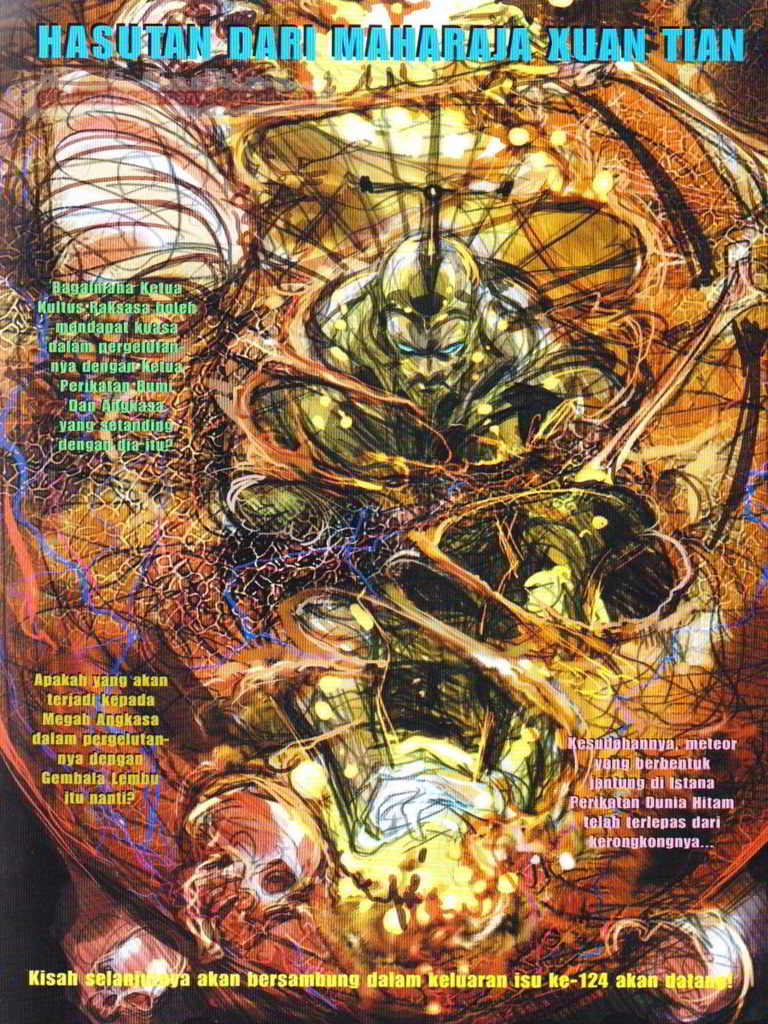 HASUTAN DARI MAHARAJA XUAN TIAN
Bagaimana Ketua
Kultus Raksasa boleh
mendapat kuasa
dalam pergelutan-
nya dengan Ketua
Perikatan Bumi
Dan Angkasa
yang setanding
dengan dia itu?
Apakah yang akan
terjadi kepada
Megah Angkasa
dalam pergelutan-
nya dengan
Gembala Lembu
itu nanti?
Kesudahannya, meteor
yang berbentuk
jantung di Istana
Perikatan Dunia Hitam
telah terlepas dari
kerongkongnya...
Kisah selanjutnya akan bersambung dalam keluaran isu ke-124 akan datang!